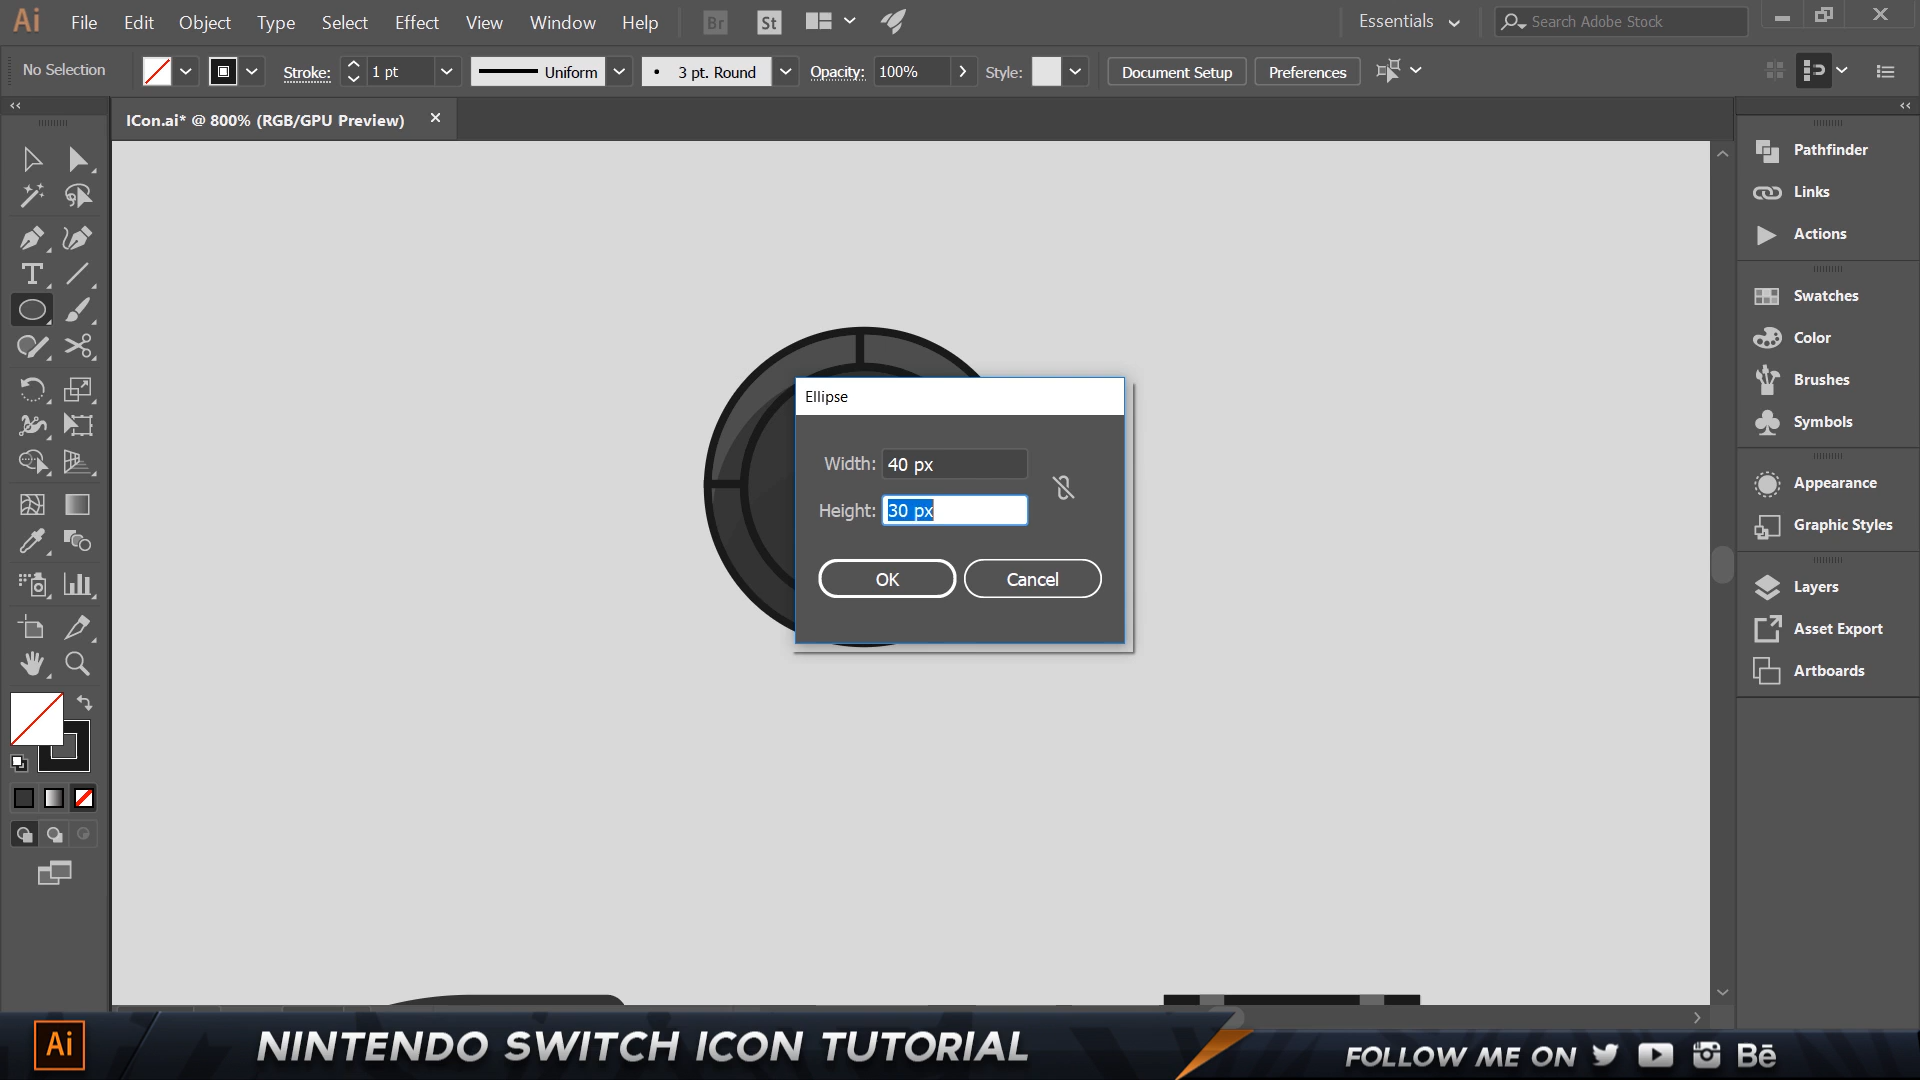 Ai File Edit Object Type Select Effect View Window Help Br St Essentials Search Adobe Stock
No Selection Stroke: 1 pt Uniform 3 pt. Round Opacity: 100% Style: Document Setup Preferences
ICon.ai* @ 800% (RGB/GPU Preview)
Pathfinder
Links
Actions
Swatches
Color
Brushes
Symbols
Appearance
Graphic Styles
Layers
Asset Export
Artboards
Ellipse
Width: 40 px
Height: 30 px
OK Cancel
Ai NINTENDO SWITCH ICON TUTORIAL
FOLLOW ME ON Bē